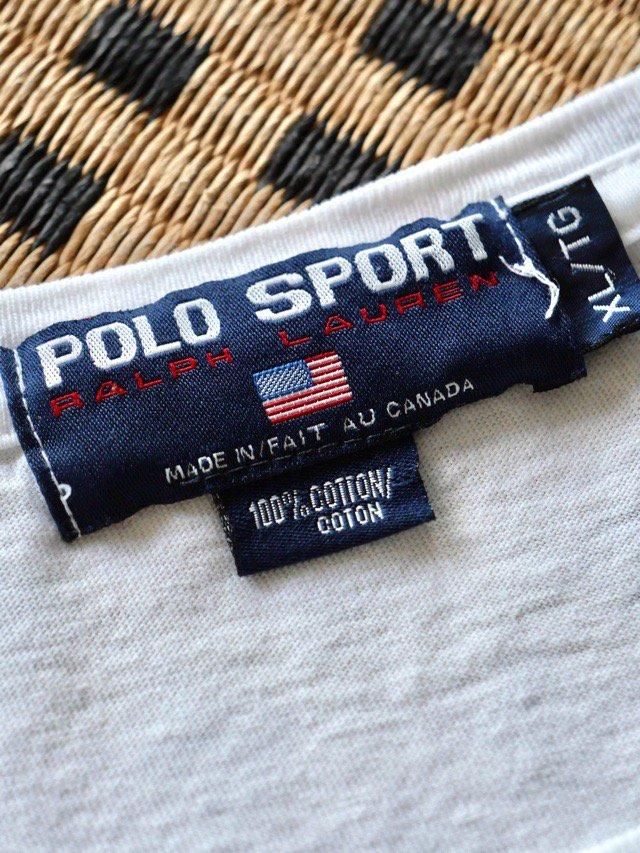 POLO SPORT
RALPH LAUREN
MADE IN/FAIT AU CANADA
100% COTTON/
COTON
XL/TG